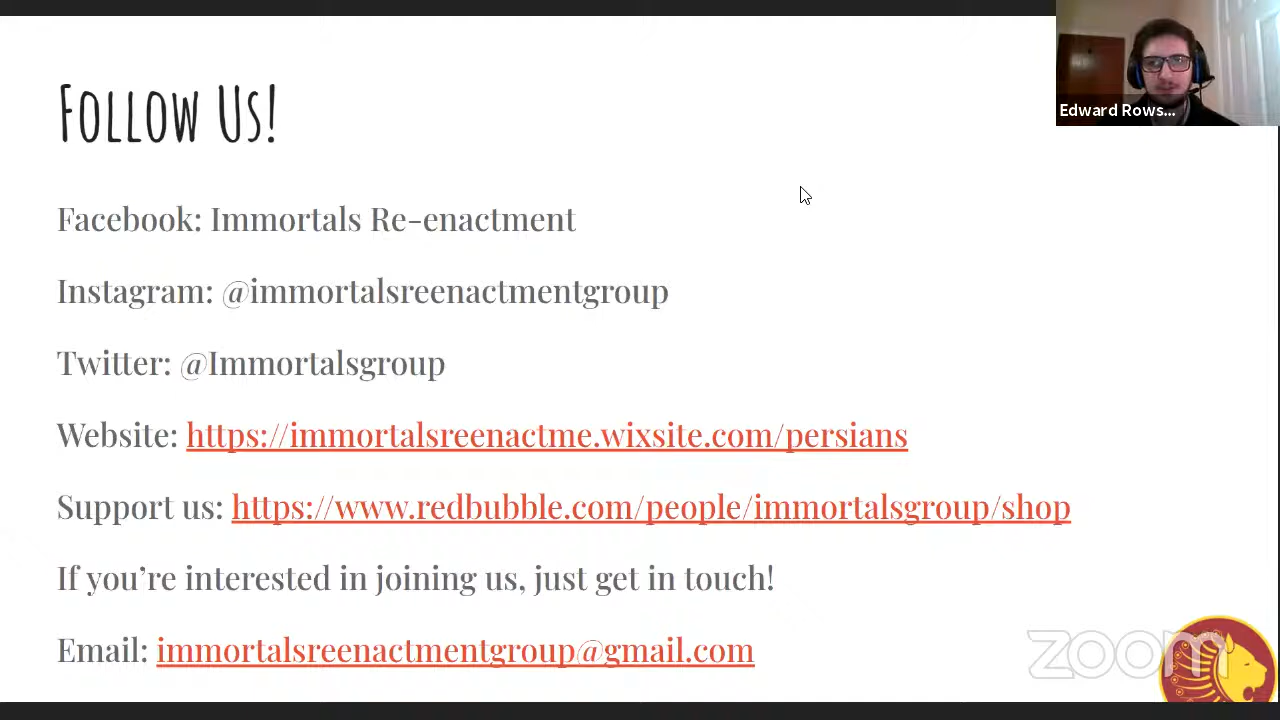 Follow Us!
Edward Rows...
Facebook: Immortals Re-enactment
Instagram: @immortalsreenactmentgroup
Twitter: @Immortalsgroup
Website: https://immortalsreenactme.wixsite.com/persians
Support us: https://www.redbubble.com/people/immortalsgroup/shop
If you’re interested in joining us, just get in touch!
Email: immortalsreenactmentgroup@gmail.com
zoom